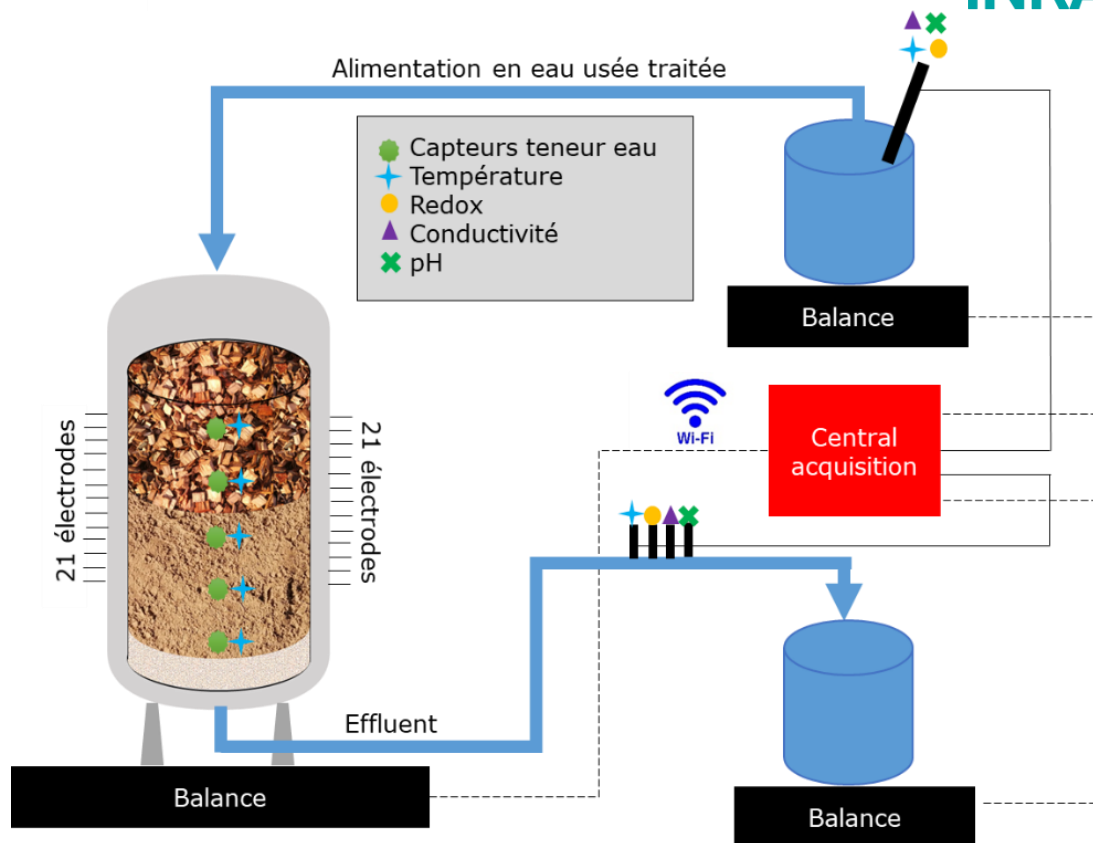 INRA
Alimentation en eau usée traitée
Capteurs teneur eau
Température
Redox
Conductivité
pH
Balance
Wi-Fi
Central
acquisition
21 électrodes
21 électrodes
Effluent
Balance
Balance